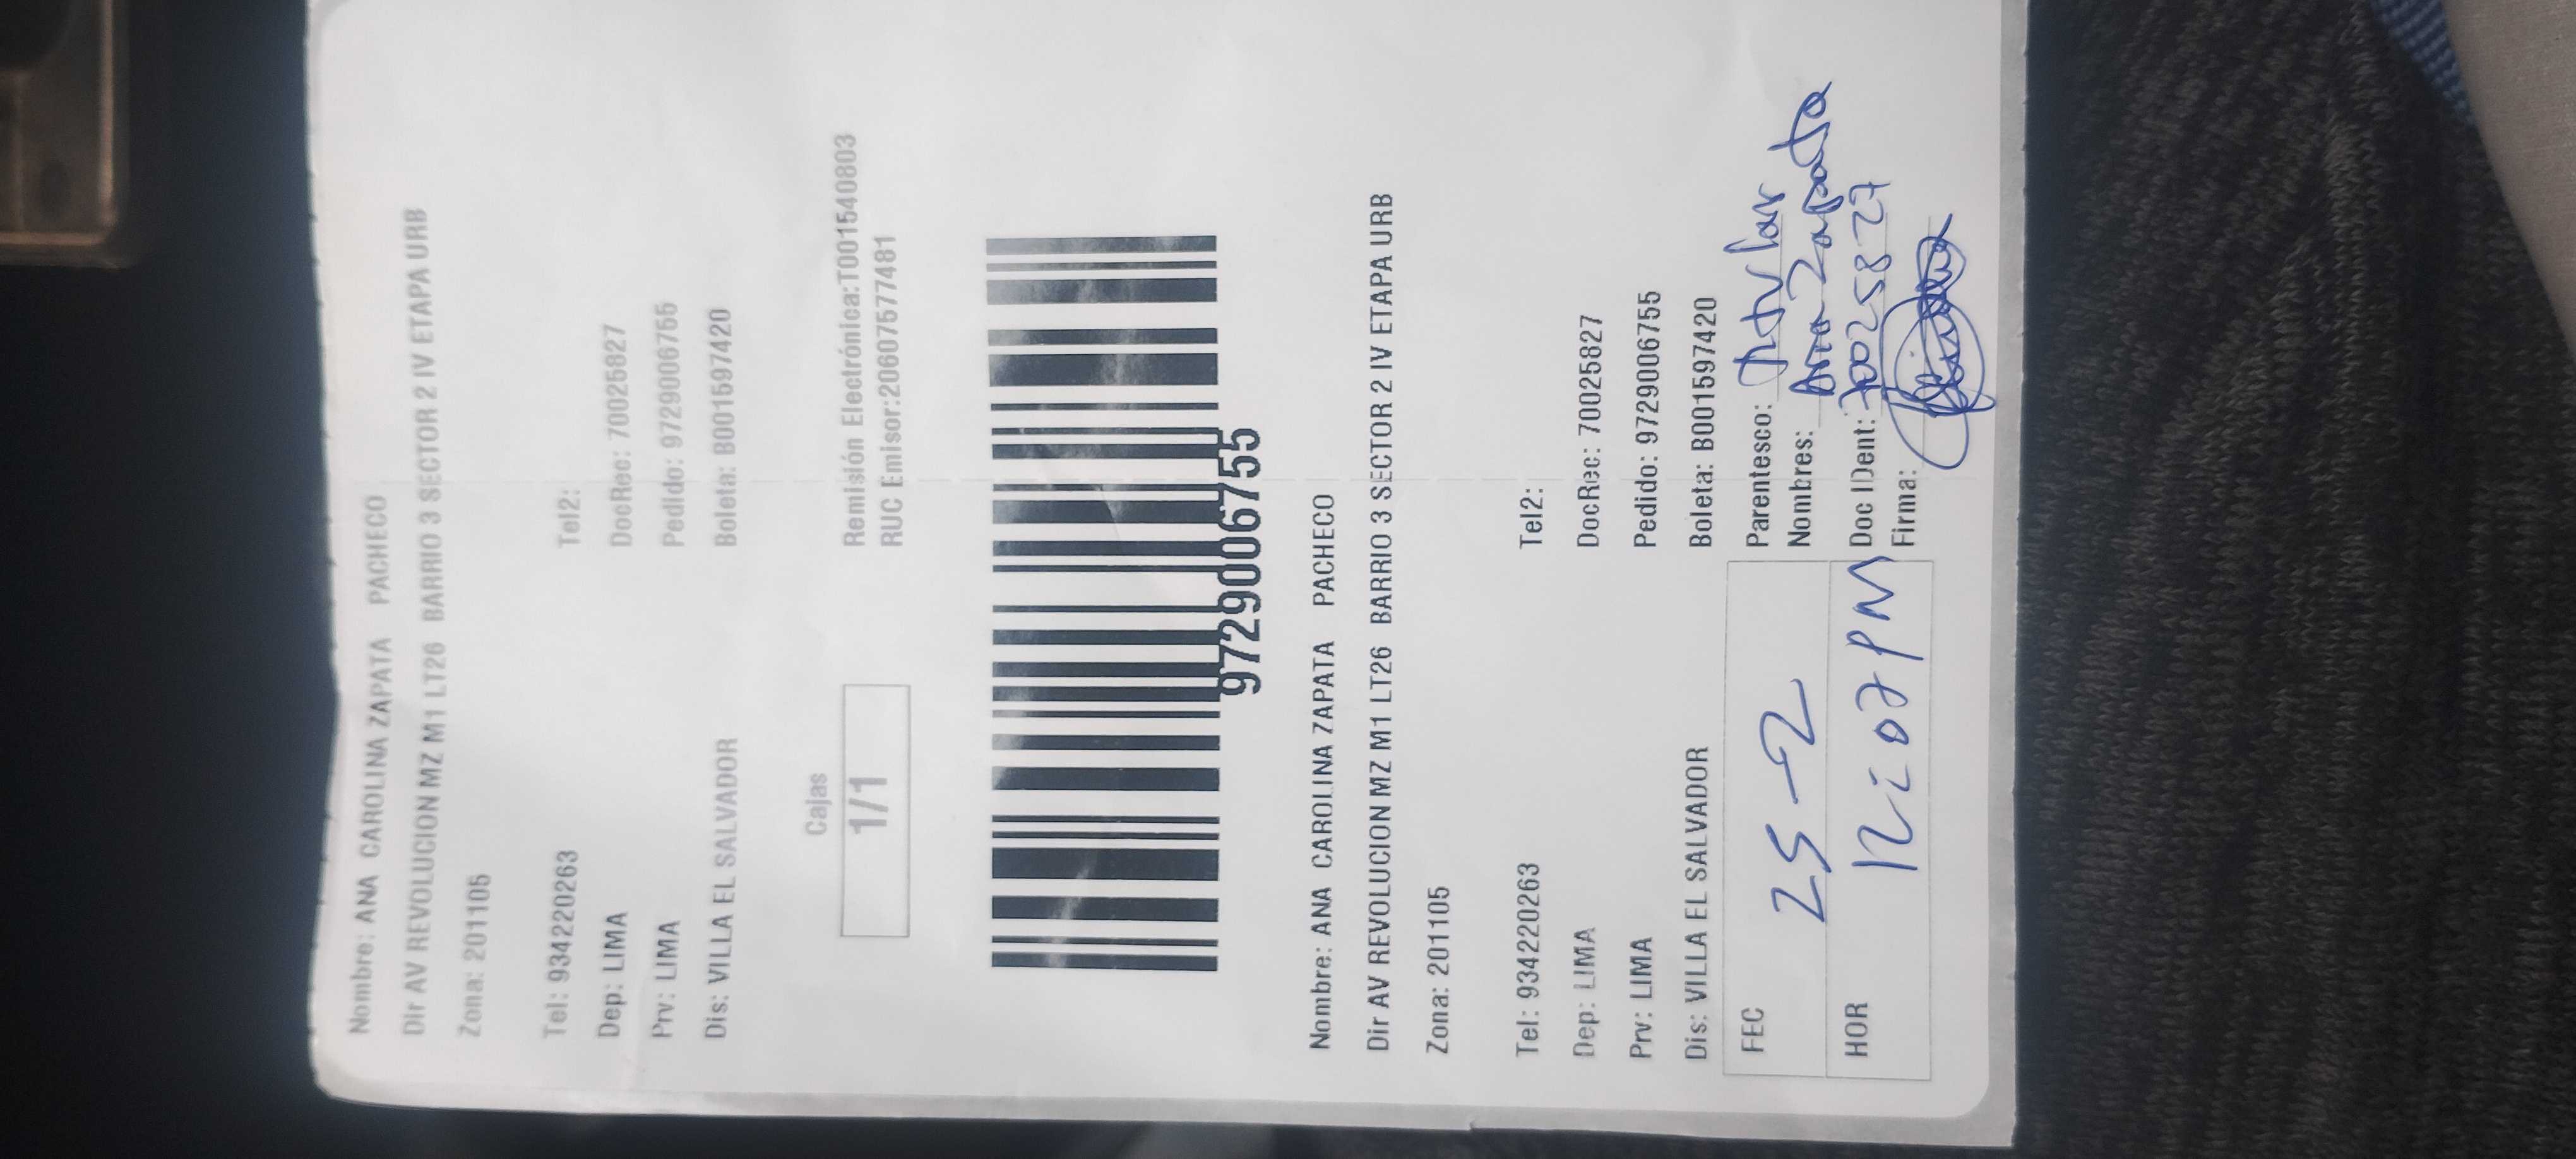 Nombre: ANA CAROLINA ZAPATA PACHECO
Dir AV REVOLUCION MZ M1 LT26 BARRIO 3 SECTOR 2 IV ETAPA URB
Zona: 201105
Tel: 934220263 Tel2:
Dep: LIMA DocRec: 70025827
Prv: LIMA Pedido: 9729006755
Dis: VILLA EL SALVADOR Boleta: B001597420
Cajas
1/1
Remisión Electrónica:T001540803
RUC Emisor:20607577481
9729006755
Nombre: ANA CAROLINA ZAPATA PACHECO
Dir AV REVOLUCION MZ M1 LT26 BARRIO 3 SECTOR 2 IV ETAPA URB
Zona: 201105
Tel: 934220263 Tel2:
Dep: LIMA DocRec: 70025827
Prv: LIMA Pedido: 9729006755
Dis: VILLA EL SALVADOR Boleta: B001597420
FEC 25-2 Parentesco:
Nombres: Ana Zapata
HOR PM Doc IDent: 70025827
Firma: